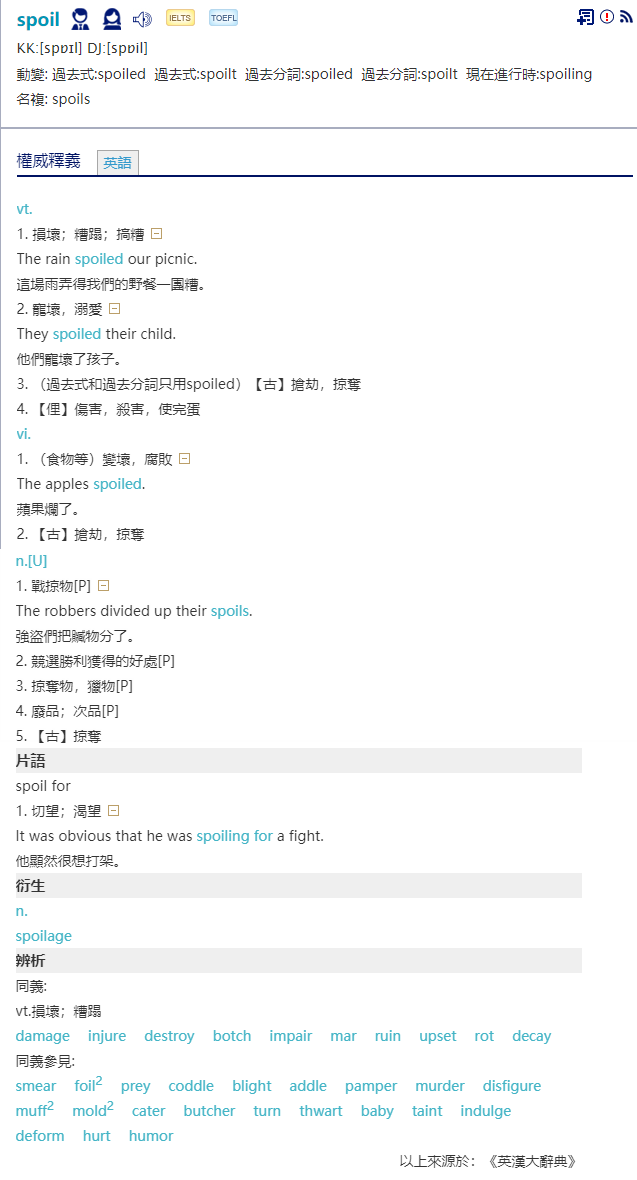 spoil IELTS TOEFL
KK:[spɒɪl] DJ:[spɒil]
動變: 過去式:spoiled 過去式:spoilt 過去分詞:spoiled 過去分詞:spoilt 現在進行時:spoiling
名複: spoils
權威釋義 英語
vt.
1. 損壞；糟蹋；搞糟
The rain spoiled our picnic.
這場雨弄得我們的野餐一團糟。
2. 寵壞，溺愛
They spoiled their child.
他們寵壞了孩子。
3. （過去式和過去分詞只用spoiled）【古】搶劫，掠奪
4. 【俚】傷害，殺害，使完蛋
vi.
1. （食物等）變壞，腐敗
The apples spoiled.
蘋果爛了。
2. 【古】搶劫，掠奪
n.[U]
1. 戰掠物[P]
The robbers divided up their spoils.
強盜們把贓物分了。
2. 競選勝利獲得的好處[P]
3. 掠奪物，獵物[P]
4. 廢品；次品[P]
5. 【古】掠奪
片語
spoil for
1. 切望；渴望
It was obvious that he was spoiling for a fight.
他顯然很想打架。
衍生
n.
spoilage
辨析
同義:
vt.損壞；糟蹋
damage injure destroy botch impair mar ruin upset rot decay
同義參見:
smear foil² prey coddle blight addle pamper murder disfigure
muff² mold² cater butcher turn thwart baby taint indulge
deform hurt humor
以上來源於：《英漢大辭典》